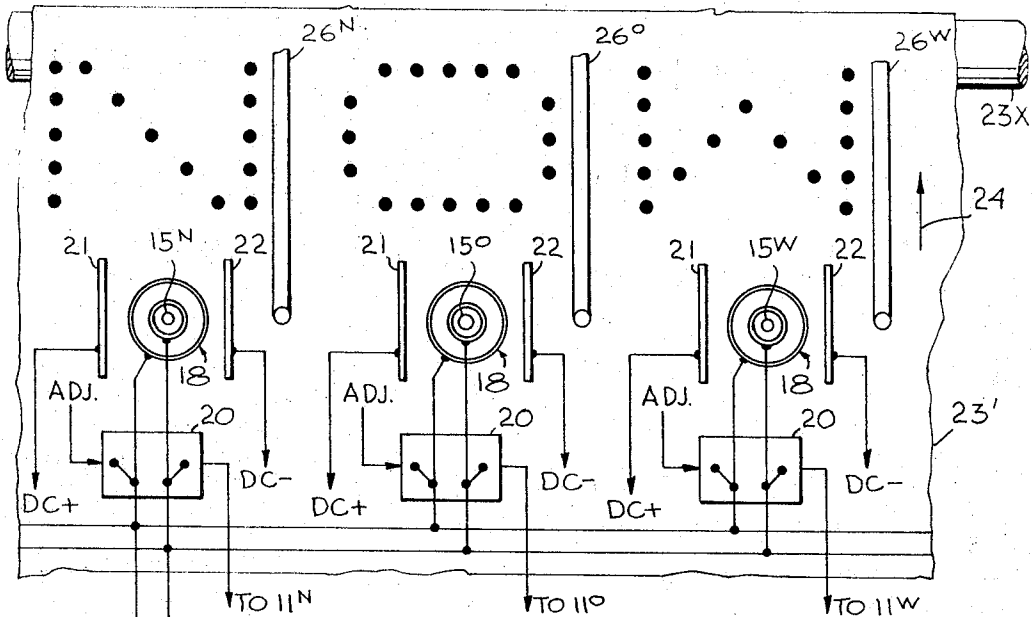 26N 26O 26W
23X
N O W
24
21 15N 22 21 15O 22 21 15W 22
18 18 18
ADJ. 20 ADJ. 20 ADJ. 20
23'
DC+ DC- DC+ DC- DC+ DC-
TO 11N TO 11O TO 11W